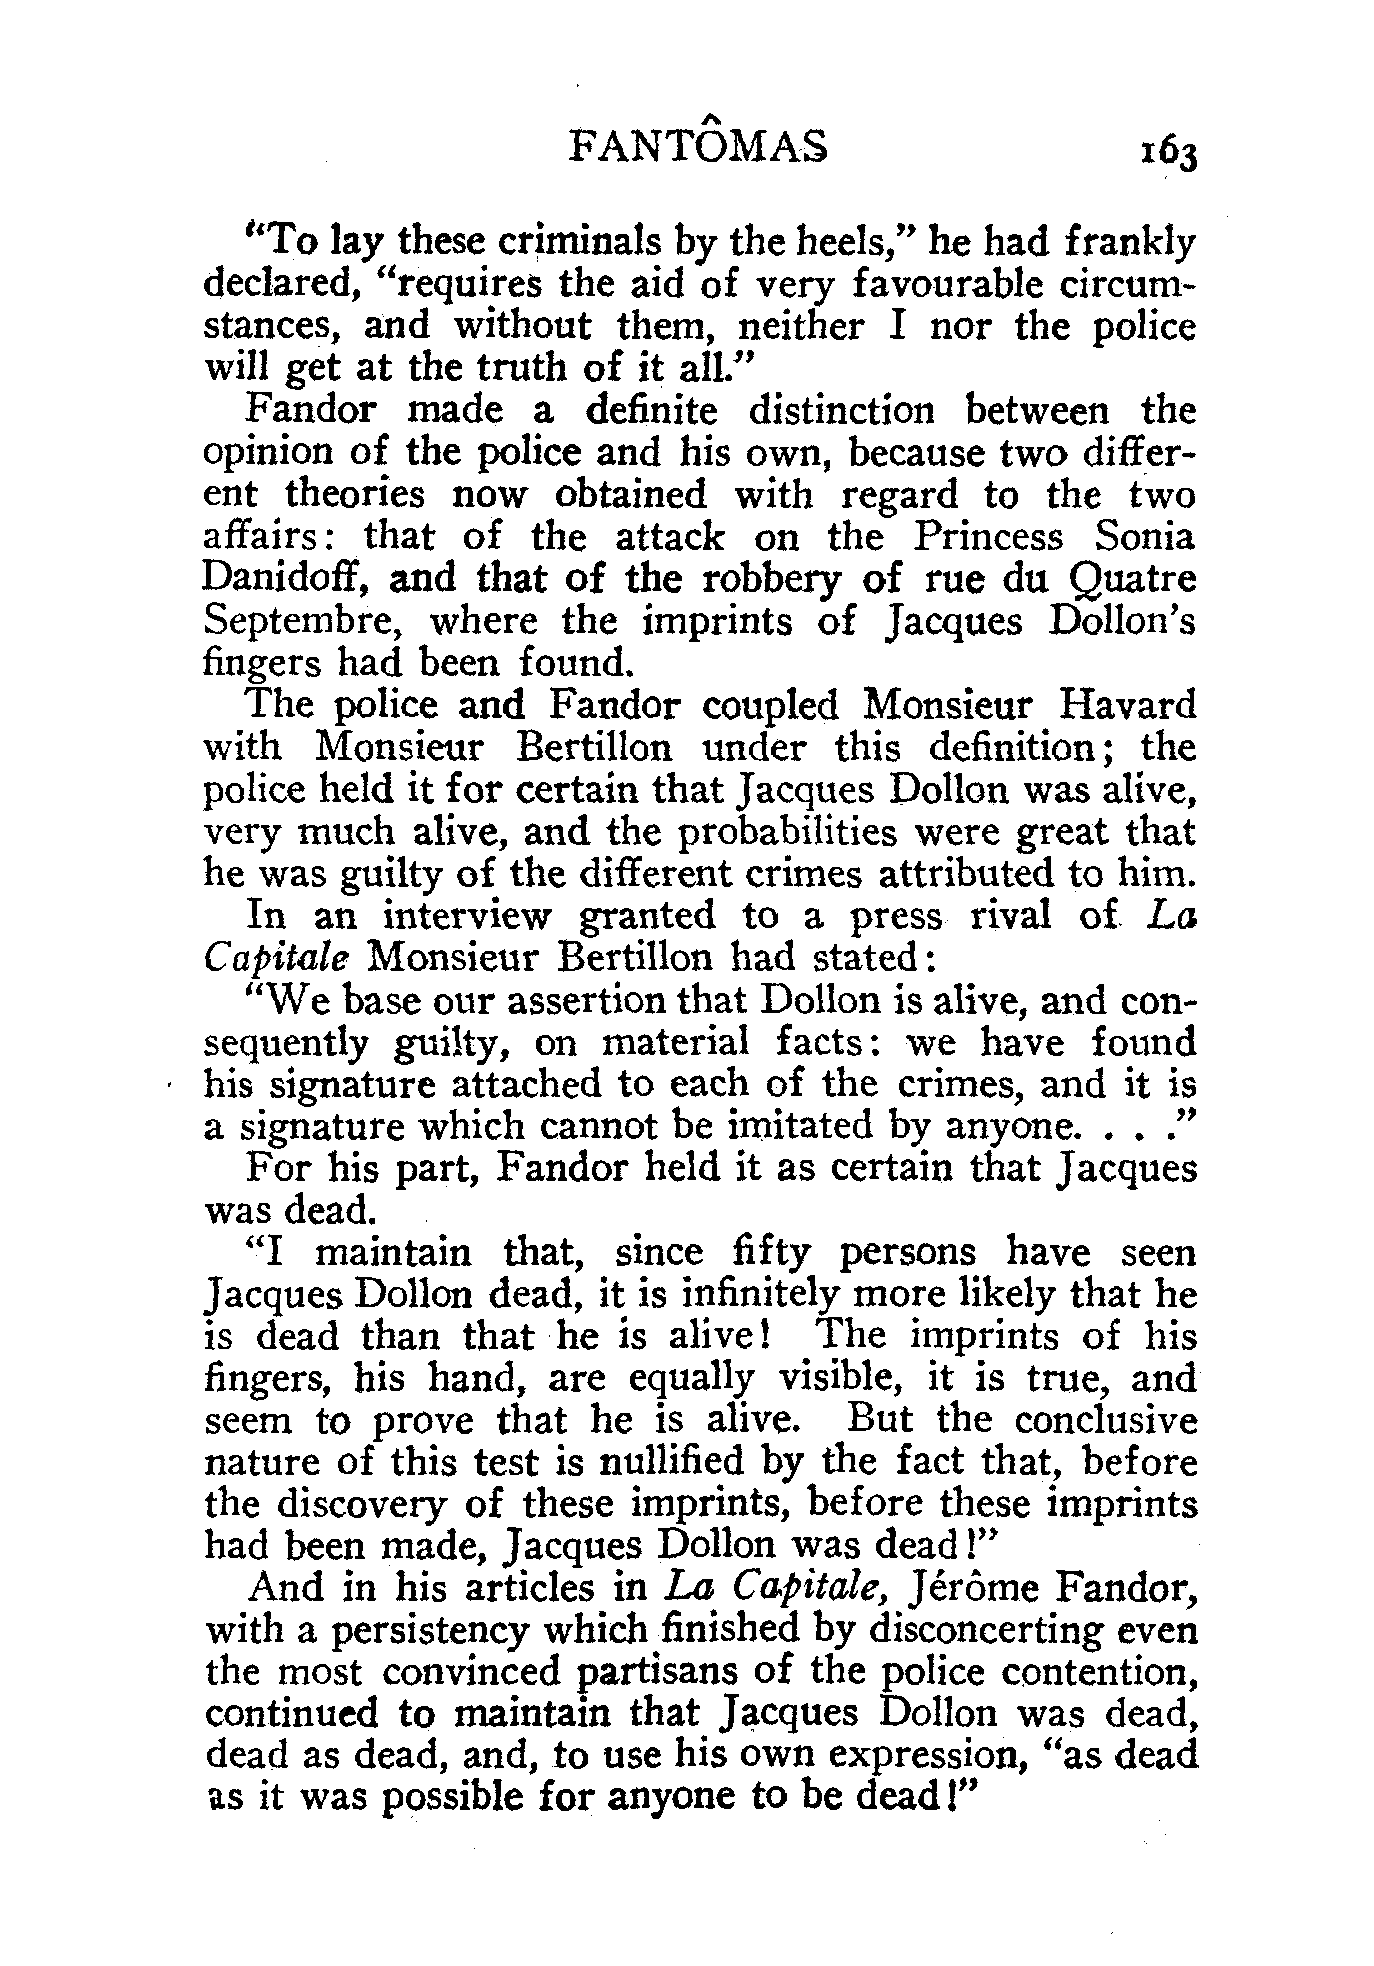 FANTÔMAS 163
"To lay these criminals by the heels," he had frankly
declared, "requires the aid of very favourable circum-
stances, and without them, neither I nor the police
will get at the truth of it all."
Fandor made a definite distinction between the
opinion of the police and his own, because two differ-
ent theories now obtained with regard to the two
affairs: that of the attack on the Princess Sonia
Danidoff, and that of the robbery of rue du Quatre
Septembre, where the imprints of Jacques Dollon's
fingers had been found.
The police and Fandor coupled Monsieur Havard
with Monsieur Bertillon under this definition; the
police held it for certain that Jacques Dollon was alive,
very much alive, and the probabilities were great that
he was guilty of the different crimes attributed to him.
In an interview granted to a press rival of La
Capitale Monsieur Bertillon had stated:
"We base our assertion that Dollon is alive, and con-
sequently guilty, on material facts: we have found
his signature attached to each of the crimes, and it is
a signature which cannot be imitated by anyone. . . ."
For his part, Fandor held it as certain that Jacques
was dead.
"I maintain that, since fifty persons have seen
Jacques Dollon dead, it is infinitely more likely that he
is dead than that he is alive! The imprints of his
fingers, his hand, are equally visible, it is true, and
seem to prove that he is alive. But the conclusive
nature of this test is nullified by the fact that, before
the discovery of these imprints, before these imprints
had been made, Jacques Dollon was dead!"
And in his articles in La Capitale, Jérôme Fandor,
with a persistency which finished by disconcerting even
the most convinced partisans of the police contention,
continued to maintain that Jacques Dollon was dead,
dead as dead, and, to use his own expression, "as dead
as it was possible for anyone to be dead!"